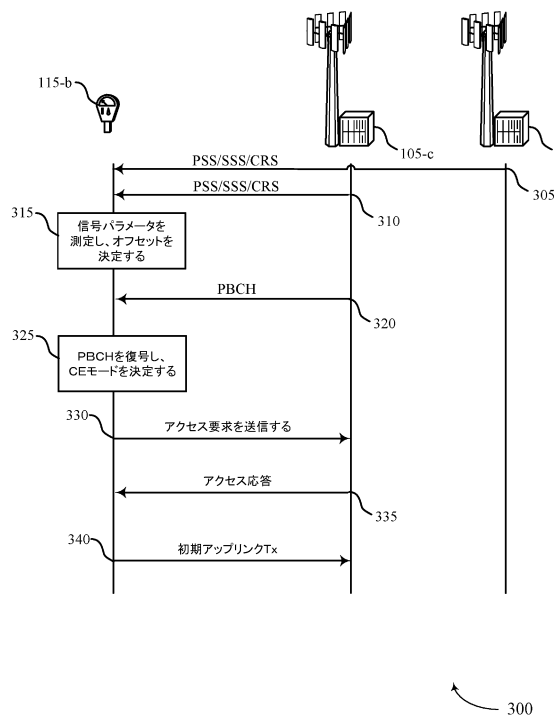 115-b
105-c
PSS/SSS/CRS
305
PSS/SSS/CRS
310
315
信号パラメータを
測定し、オフセットを
決定する
PBCH
320
325
PBCHを復号し、
CEモードを決定する
330
アクセス要求を送信する
アクセス応答
335
340
初期アップリンクTx
300